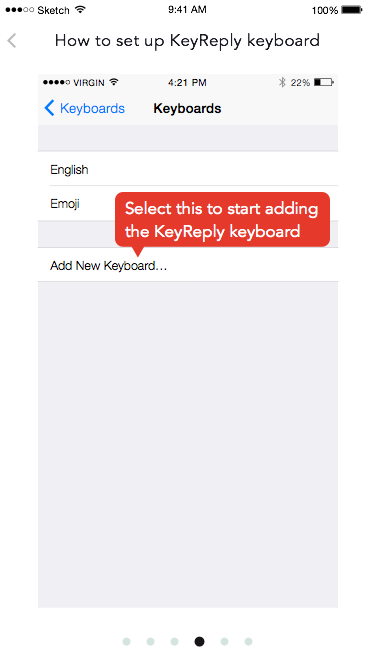 Sketch 9:41 AM 100%
How to set up KeyReply keyboard
VIRGIN 4:21 PM 22%
Keyboards Keyboards
English
Emoji
Select this to start adding
the KeyReply keyboard
Add New Keyboard...